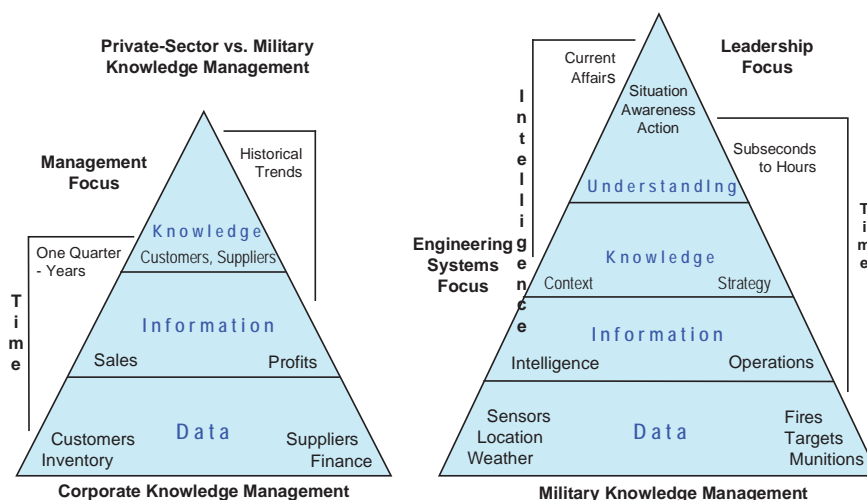 Private-Sector vs. Military
Knowledge Management
Management
Focus
Historical
Trends
Time
One Quarter
- Years
Knowledge
Customers, Suppliers
Information
Sales Profits
Data
Customers
Inventory
Suppliers
Finance
Corporate Knowledge Management
Leadership
Focus
Current
Affairs
Intelligence
Engineering
Systems
Focus
Situation
Awareness
Action
Subseconds
to Hours
Time
UnderstandIng
Knowledge
Context Strategy
Information
Intelligence Operations
Data
Sensors
Location
Weather
Fires
Targets
Munitions
Military Knowledge Management